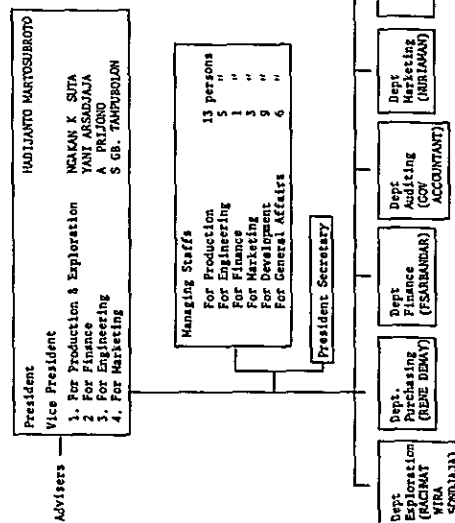 Advisers
President HADIJANTO MARTOSUBROTO
Vice President
1. For Production & Exploration NGAKAN K SUTA
2 For Finance YANI ARSADJAJA
3. For Engineering A PRIJONO
4. For Marketing S GB. TAMPUBOLON
Managing Staffs
For Production 13 persons
For Engineering 5 "
For Finance 1 "
For Marketing 3 "
For Development 9 "
For General Affairs 6 "
President Secretary
Dept
Exploration
(RACHMAT
WIRA
SONDJAJA)
Dept.
Purchasing
(RENE DEMAY)
Dept
Finance
(FSARBANDAR)
Dept
Auditing
(GOV
ACCOUNTANT)
Dept
Marketing
(NURIAMAN)